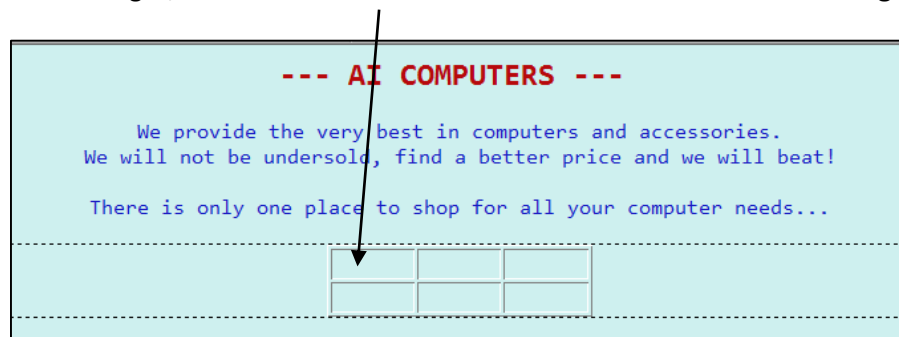 --- AI COMPUTERS ---
We provide the very best in computers and accessories.
We will not be undersold, find a better price and we will beat!
There is only one place to shop for all your computer needs...